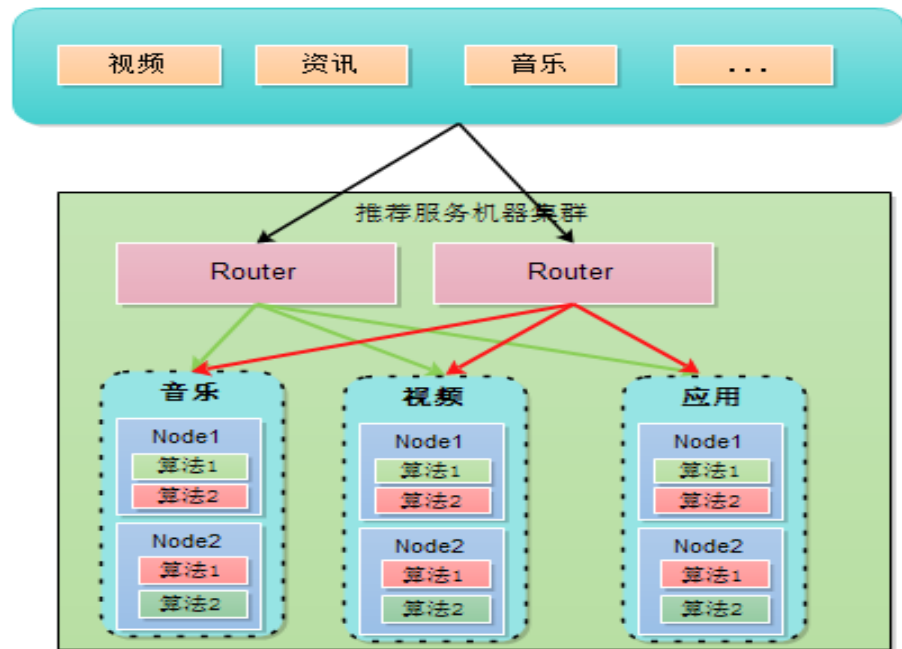 视频 资讯 音乐 ...
推荐服务机器集群
Router Router
音乐 视频 应用
Node1 Node1 Node1
算法1 算法1 算法1
算法2 算法2 算法2
Node2 Node2 Node2
算法1 算法1 算法1
算法2 算法2 算法2